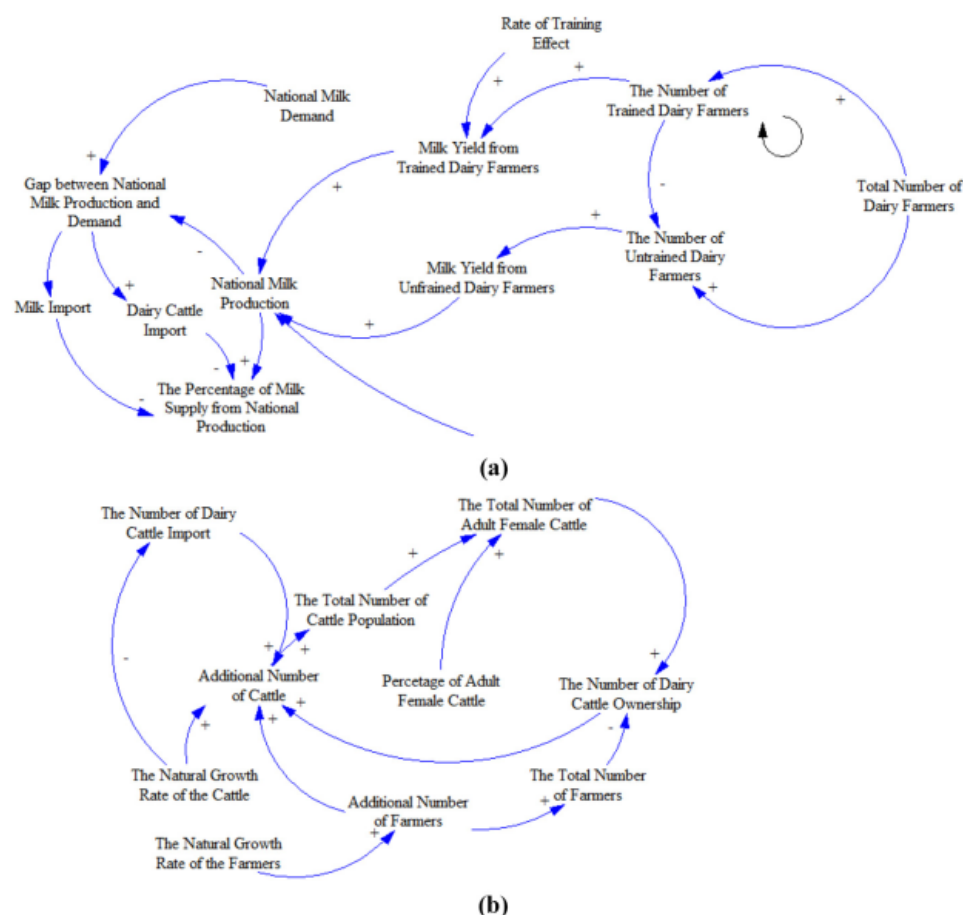 Rate of Training
Effect
National Milk
Demand
The Number of
Trained Dairy Farmers
Milk Yield from
Trained Dairy Farmers
Gap between National
Milk Production and
Demand
Total Number of
Dairy Farmers
The Number of
Untrained Dairy
Farmers
Milk Yield from
Unfrained Dairy Farmers
National Milk
Production
Milk Import
Dairy Cattle
Import
The Percentage of Milk
Supply from National
Production
+
+
+
+
+
-
+
+
-
+
+
+
-
-
+
(a)
The Number of Dairy
Cattle Import
The Total Number of
Adult Female Cattle
The Total Number of
Cattle Population
Additional Number
of Cattle
Percetage of Adult
Female Cattle
The Number of Dairy
Cattle Ownership
The Natural Growth
Rate of the Cattle
Additional Number
of Farmers
The Total Number
of Farmers
The Natural Growth
Rate of the Farmers
+
+
-
+
+
+
+
+
+
-
+
+
(b)